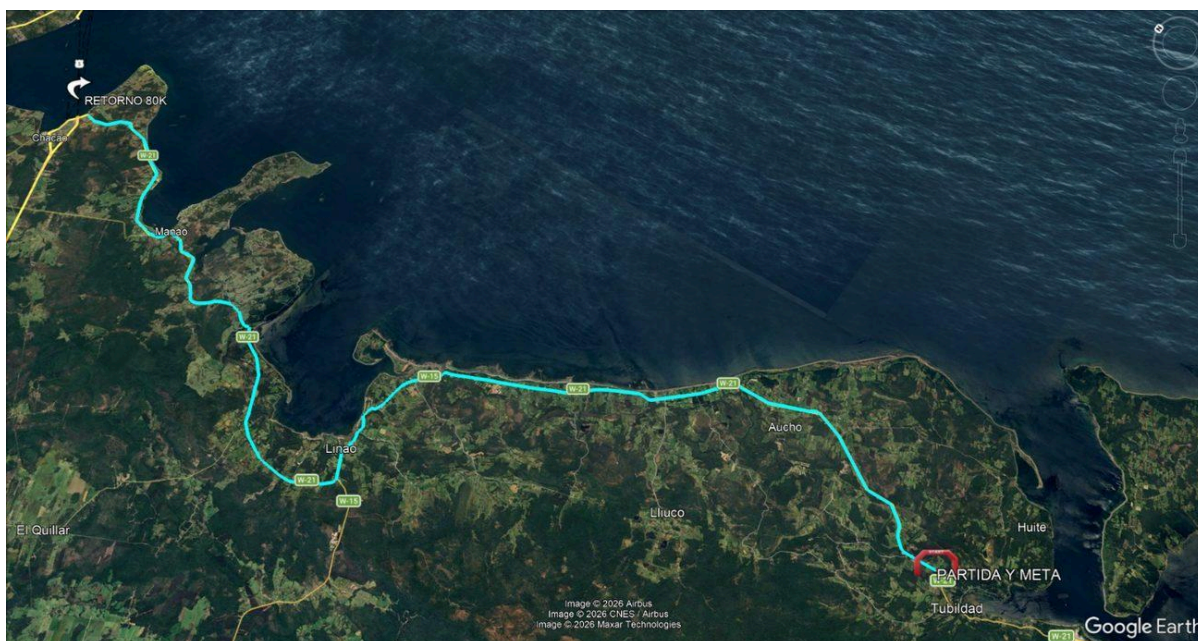 5
RETORNO 80K
Chacao
W-21
Manao
W-21
W-15
W-21
W-21
Aucho
Linao
W-21
W-15
El Quillar
Lliuco
Huite
PARTIDA Y META
Tubildad
Image © 2026 Airbus
Image © 2026 CNES / Airbus
Image © 2026 Maxar Technologies
W-21
Google Earth